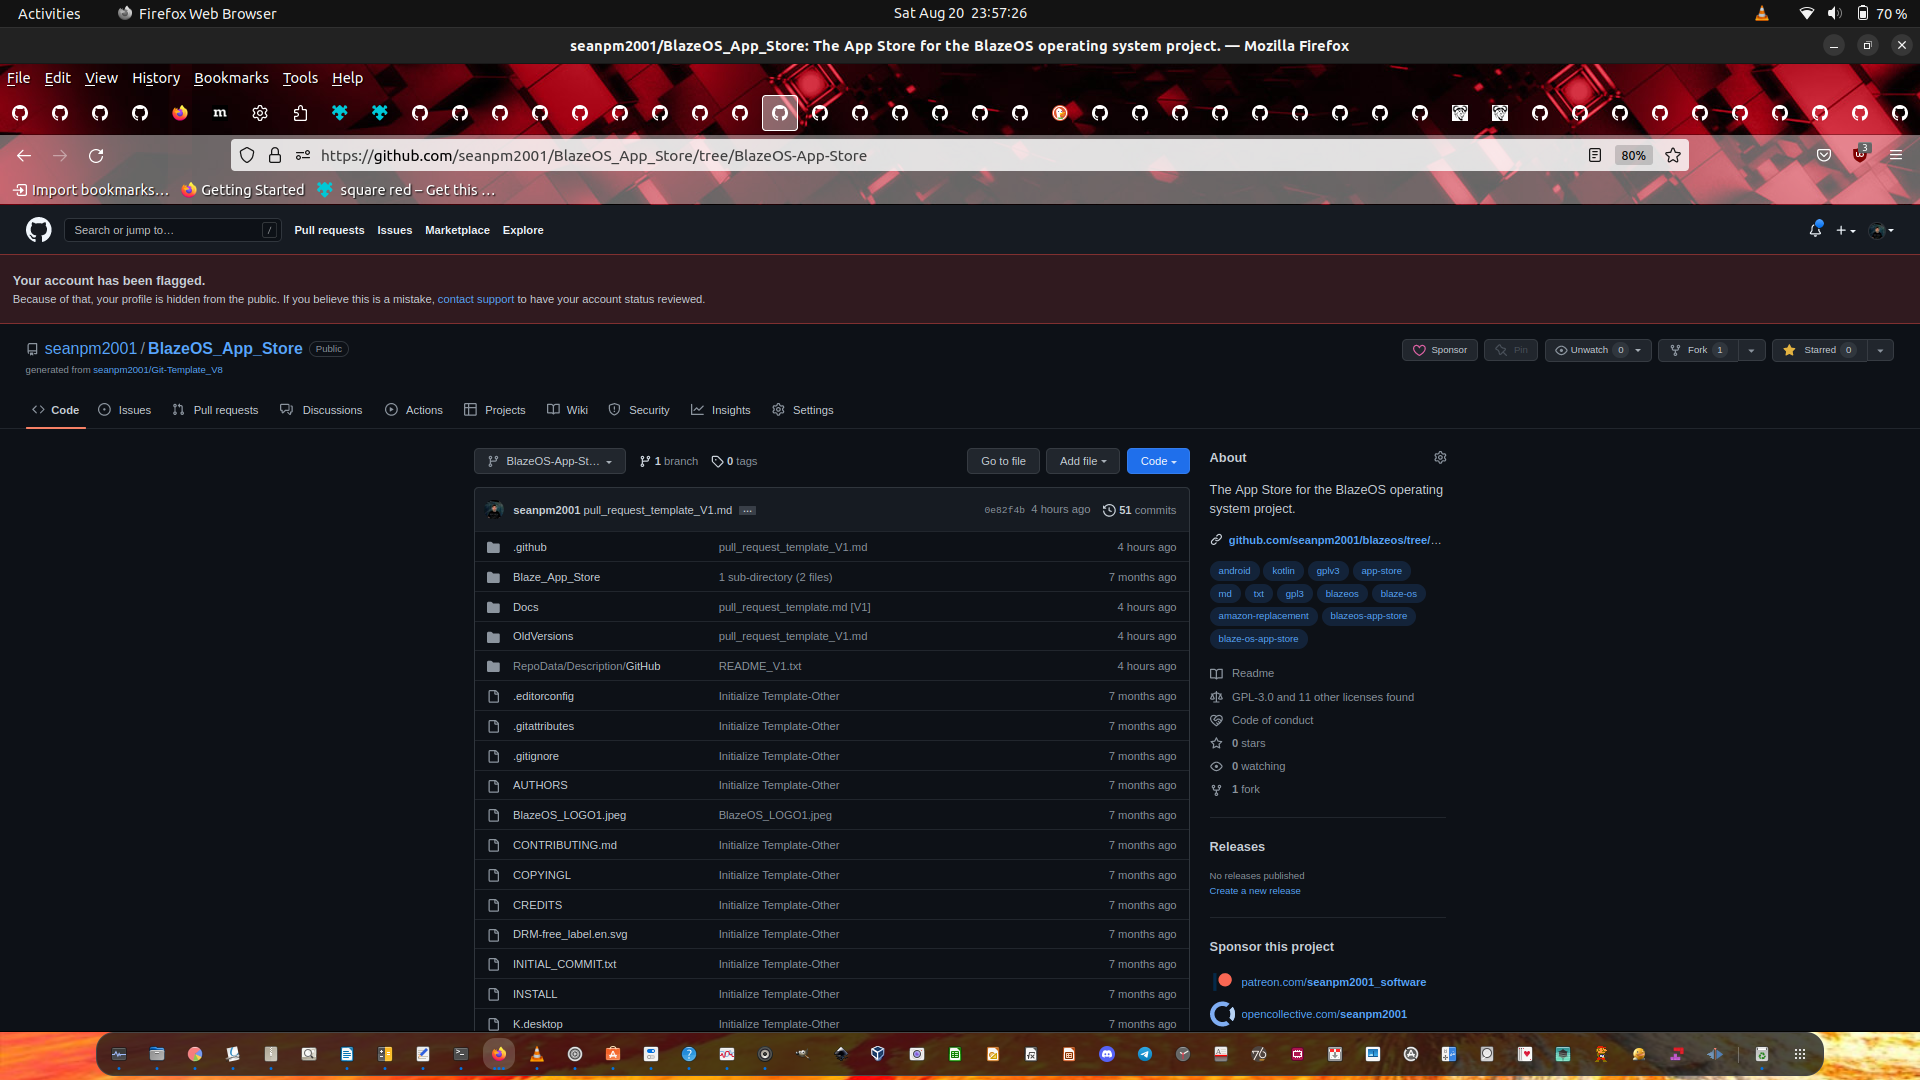 Activities Firefox Web Browser Sat Aug 20 23:57:26 70 %
seanpm2001/BlazeOS_App_Store: The App Store for the BlazeOS operating system project. — Mozilla Firefox
File Edit View History Bookmarks Tools Help
https://github.com/seanpm2001/BlazeOS_App_Store/tree/BlazeOS-App-Store 80% 3
Import bookmarks… Getting Started square red – Get this …
Search or jump to… / Pull requests Issues Marketplace Explore
Your account has been flagged.
Because of that, your profile is hidden from the public. If you believe this is a mistake, contact support to have your account status reviewed.
seanpm2001 / BlazeOS_App_Store Public Sponsor Pin Unwatch 0 Fork 1 Starred 0
generated from seanpm2001/Git-Template_V8
Code Issues Pull requests Discussions Actions Projects Wiki Security Insights Settings
BlazeOS-App-St… 1 branch 0 tags Go to file Add file Code
seanpm2001 pull_request_template_V1.md … 0e82f4b 4 hours ago 51 commits
.github pull_request_template_V1.md 4 hours ago
Blaze_App_Store 1 sub-directory (2 files) 7 months ago
Docs pull_request_template.md [V1] 4 hours ago
OldVersions pull_request_template_V1.md 4 hours ago
RepoData/Description/GitHub README_V1.txt 4 hours ago
.editorconfig Initialize Template-Other 7 months ago
.gitattributes Initialize Template-Other 7 months ago
.gitignore Initialize Template-Other 7 months ago
AUTHORS Initialize Template-Other 7 months ago
BlazeOS_LOGO1.jpeg BlazeOS_LOGO1.jpeg 7 months ago
CONTRIBUTING.md Initialize Template-Other 7 months ago
COPYINGL Initialize Template-Other 7 months ago
CREDITS Initialize Template-Other 7 months ago
DRM-free_label.en.svg Initialize Template-Other 7 months ago
INITIAL_COMMIT.txt Initialize Template-Other 7 months ago
INSTALL Initialize Template-Other 7 months ago
K.desktop Initialize Template-Other 7 months ago
About
The App Store for the BlazeOS operating
system project.
github.com/seanpm2001/blazeos/tree/…
android kotlin gplv3 app-store
md txt gpl3 blazeos blaze-os
amazon-replacement blazeos-app-store
blaze-os-app-store
Readme
GPL-3.0 and 11 other licenses found
Code of conduct
0 stars
0 watching
1 fork
Releases
No releases published
Create a new release
Sponsor this project
patreon.com/seanpm2001_software
opencollective.com/seanpm2001